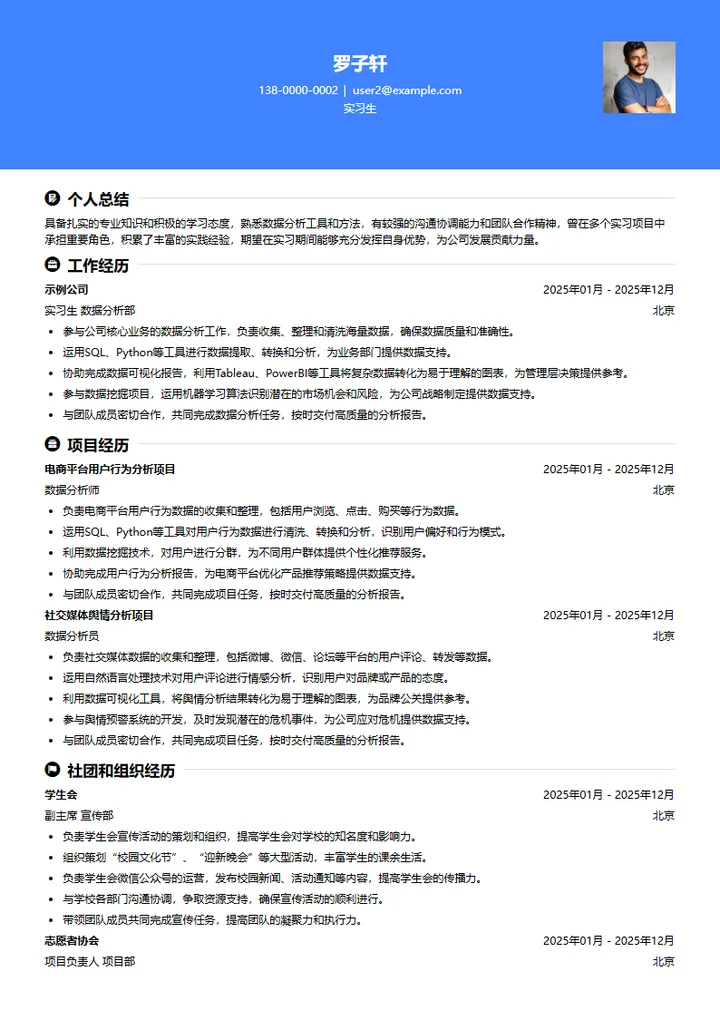 罗子轩
138-0000-0002 | user2@example.com
实习生
个人总结
具备扎实的专业知识和积极的学习态度，熟悉数据分析工具和方法，有较强的沟通协调能力和团队合作精神，曾在多个实习项目中
承担重要角色，积累了丰富的实践经验，期望在实习期间能够充分发挥自身优势，为公司发展贡献力量。
工作经历
示例公司 2025年01月 - 2025年12月
实习生 数据分析部 北京
• 参与公司核心业务的数据分析工作，负责收集、整理和清洗海量数据，确保数据质量和准确性。
• 运用SQL、Python等工具进行数据提取、转换和分析，为业务部门提供数据支持。
• 协助完成数据可视化报告，利用Tableau、PowerBI等工具将复杂数据转化为易于理解的图表，为管理层决策提供参考。
• 参与数据挖掘项目，运用机器学习算法识别潜在的市场机会和风险，为公司战略制定提供数据支持。
• 与团队成员密切合作，共同完成数据分析任务，按时交付高质量的分析报告。
项目经历
电商平台用户行为分析项目 2025年01月 - 2025年12月
数据分析师 北京
• 负责电商平台用户行为数据的收集和整理，包括用户浏览、点击、购买等行为数据。
• 运用SQL、Python等工具对用户行为数据进行清洗、转换和分析，识别用户偏好和行为模式。
• 利用数据挖掘技术，对用户进行分群，为不同用户群体提供个性化推荐服务。
• 协助完成用户行为分析报告，为电商平台优化产品推荐策略提供数据支持。
• 与团队成员密切合作，共同完成项目任务，按时交付高质量的分析报告。
社交媒体舆情分析项目 2025年01月 - 2025年12月
数据分析员 北京
• 负责社交媒体数据的收集和整理，包括微博、微信、论坛等平台的用户评论、转发等数据。
• 运用自然语言处理技术对用户评论进行情感分析，识别用户对品牌或产品的态度。
• 利用数据可视化工具，将舆情分析结果转化为易于理解的图表，为品牌公关提供参考。
• 参与舆情预警系统的开发，及时发现潜在的危机事件，为公司应对危机提供数据支持。
• 与团队成员密切合作，共同完成项目任务，按时交付高质量的分析报告。
社团和组织经历
学生会 2025年01月 - 2025年12月
副主席 宣传部 北京
• 负责学生会宣传活动的策划和组织，提高学生会对学校的知名度和影响力。
• 组织策划“校园文化节”、“迎新晚会”等大型活动，丰富学生的课余生活。
• 负责学生会微信公众号的运营，发布校园新闻、活动通知等内容，提高学生会的传播力。
• 与学校各部门沟通协调，争取资源支持，确保宣传活动的顺利进行。
• 带领团队成员共同完成宣传任务，提高团队的凝聚力和执行力。
志愿者协会 2025年01月 - 2025年12月
项目负责人 项目部 北京